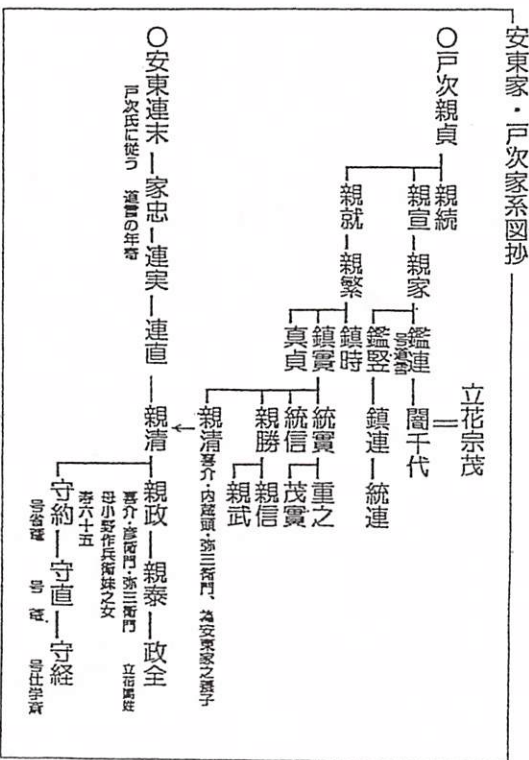 安東家・戸次家系図抄
立花宗茂
○戸次親貞
親続
親宣
親家
鑑連
号道雪
誾千代
鑑竪
鎮連
統連
親就
親繁
鎮時
鎮實
真貞
統實
重之
茂實
統信
親勝
親信
親武
親清
喜介・内蔵頭・弥三衛門、為安東家之養子
○安東連末
戸次氏に従う
家忠
道雪の年寄
連実
連直
親清
親政
喜介・彦衛門・弥三衛門
母小野作兵衛妹之女
寿六十五
親泰
政全
立花賜姓
守約
号省菴
守直
号
菴
守経
号仕学斎